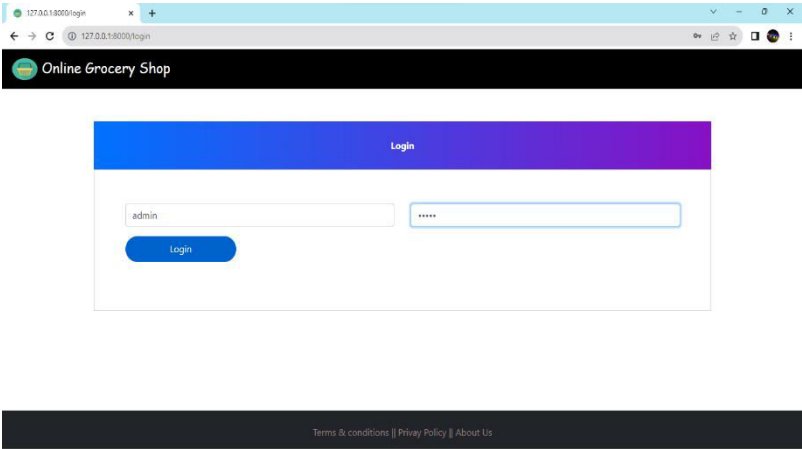 127.0.0.1:8000/login
127.0.0.1:8000/login
Online Grocery Shop
Login
admin
•••••
Login
Terms & conditions || Privay Policy || About Us